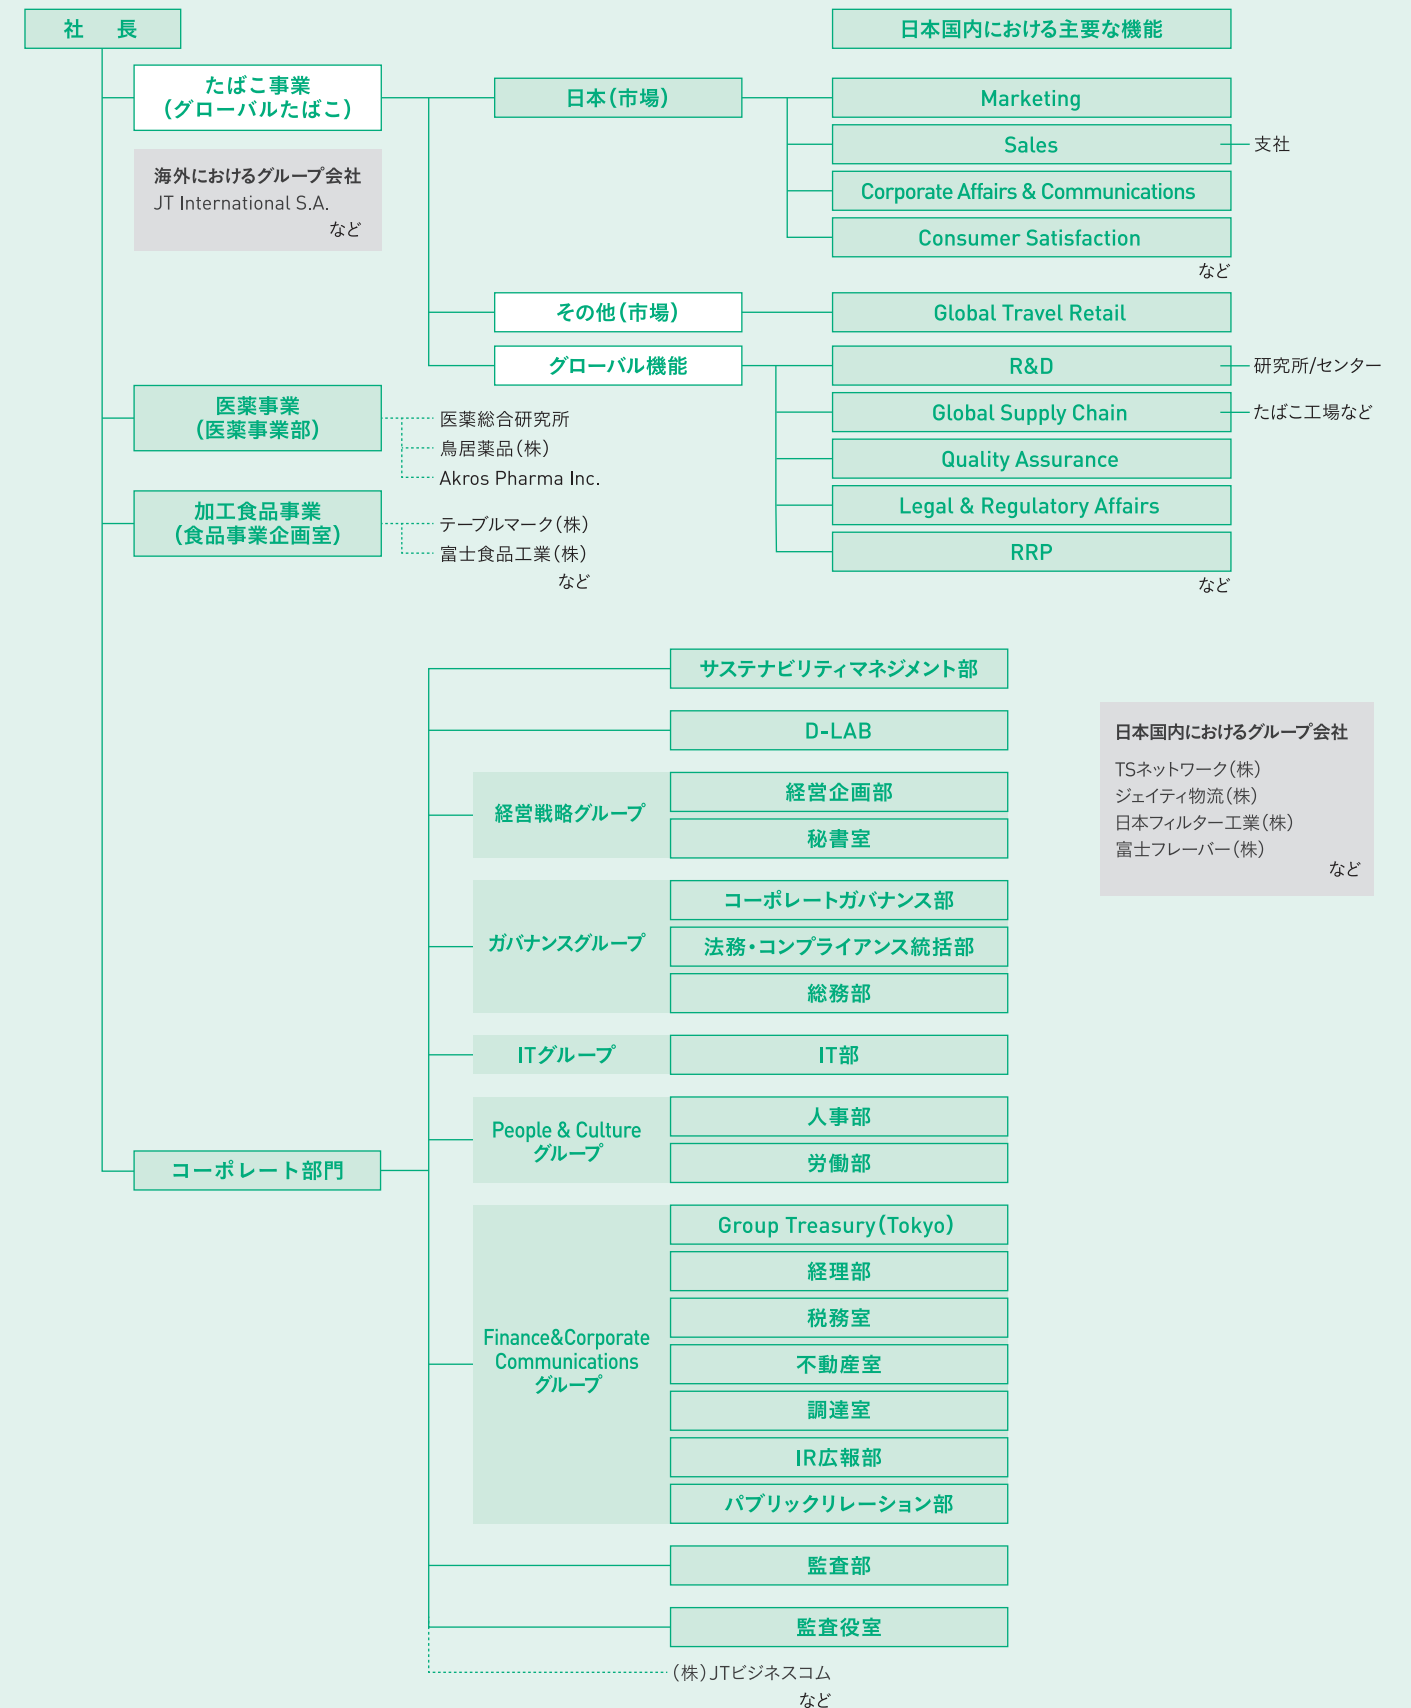 社　長
日本国内における主要な機能
たばこ事業
（グローバルたばこ）
日本（市場）
Marketing
Sales
支社
Corporate Affairs & Communications
Consumer Satisfaction
など
海外におけるグループ会社
JT International S.A.
など
その他（市場）
Global Travel Retail
グローバル機能
R&D
研究所/センター
Global Supply Chain
たばこ工場など
Quality Assurance
Legal & Regulatory Affairs
RRP
など
医薬事業
（医薬事業部）
医薬総合研究所
鳥居薬品（株）
Akros Pharma Inc.
加工食品事業
（食品事業企画室）
テーブルマーク（株）
富士食品工業（株）
など
コーポレート部門
サステナビリティマネジメント部
D-LAB
経営戦略グループ
経営企画部
秘書室
ガバナンスグループ
コーポレートガバナンス部
法務・コンプライアンス統括部
総務部
ITグループ
IT部
People & Culture
グループ
人事部
労働部
Finance&Corporate
Communications
グループ
Group Treasury（Tokyo）
経理部
税務室
不動産室
調達室
IR広報部
パブリックリレーション部
監査部
監査役室
（株）JTビジネスコム
など
日本国内におけるグループ会社
TSネットワーク（株）
ジェイティ物流（株）
日本フィルター工業（株）
富士フレーバー（株）
など